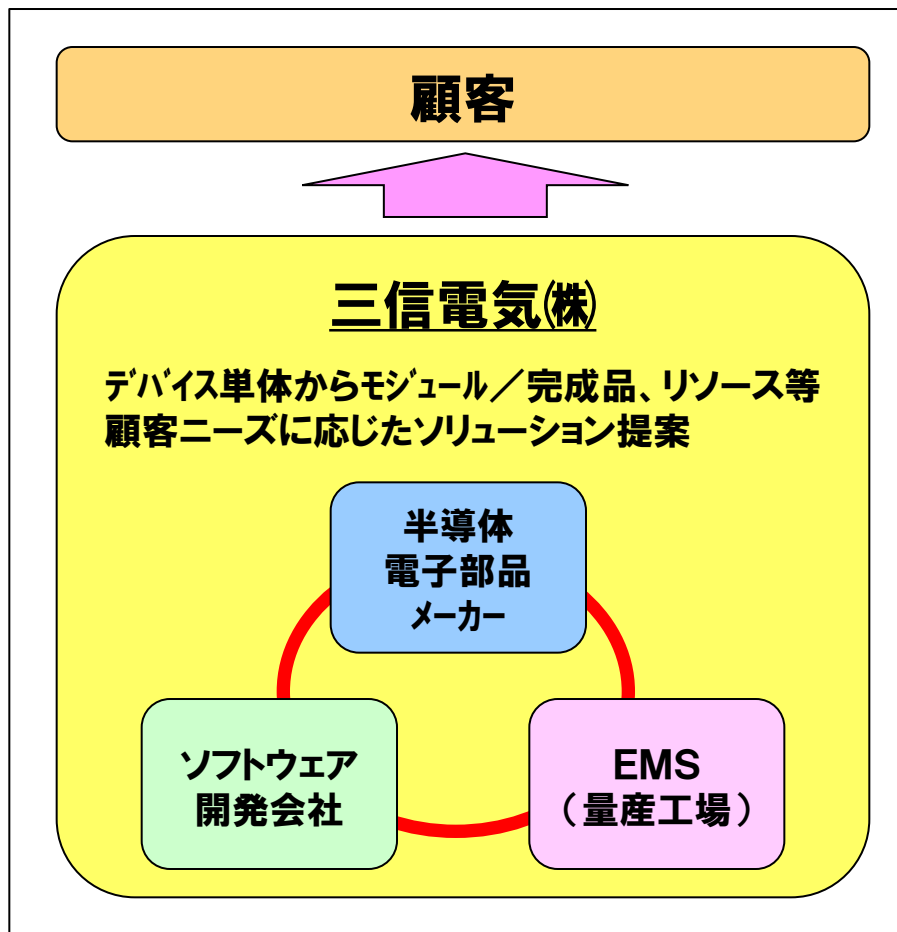 顧客
三信電気㈱
ﾃﾞﾊﾞｲｽ単体からﾓｼﾞｭｰﾙ／完成品、リソース等
顧客ニーズに応じたソリューション提案
半導体
電子部品
メーカー
ソフトウェア
開発会社
EMS
（量産工場）